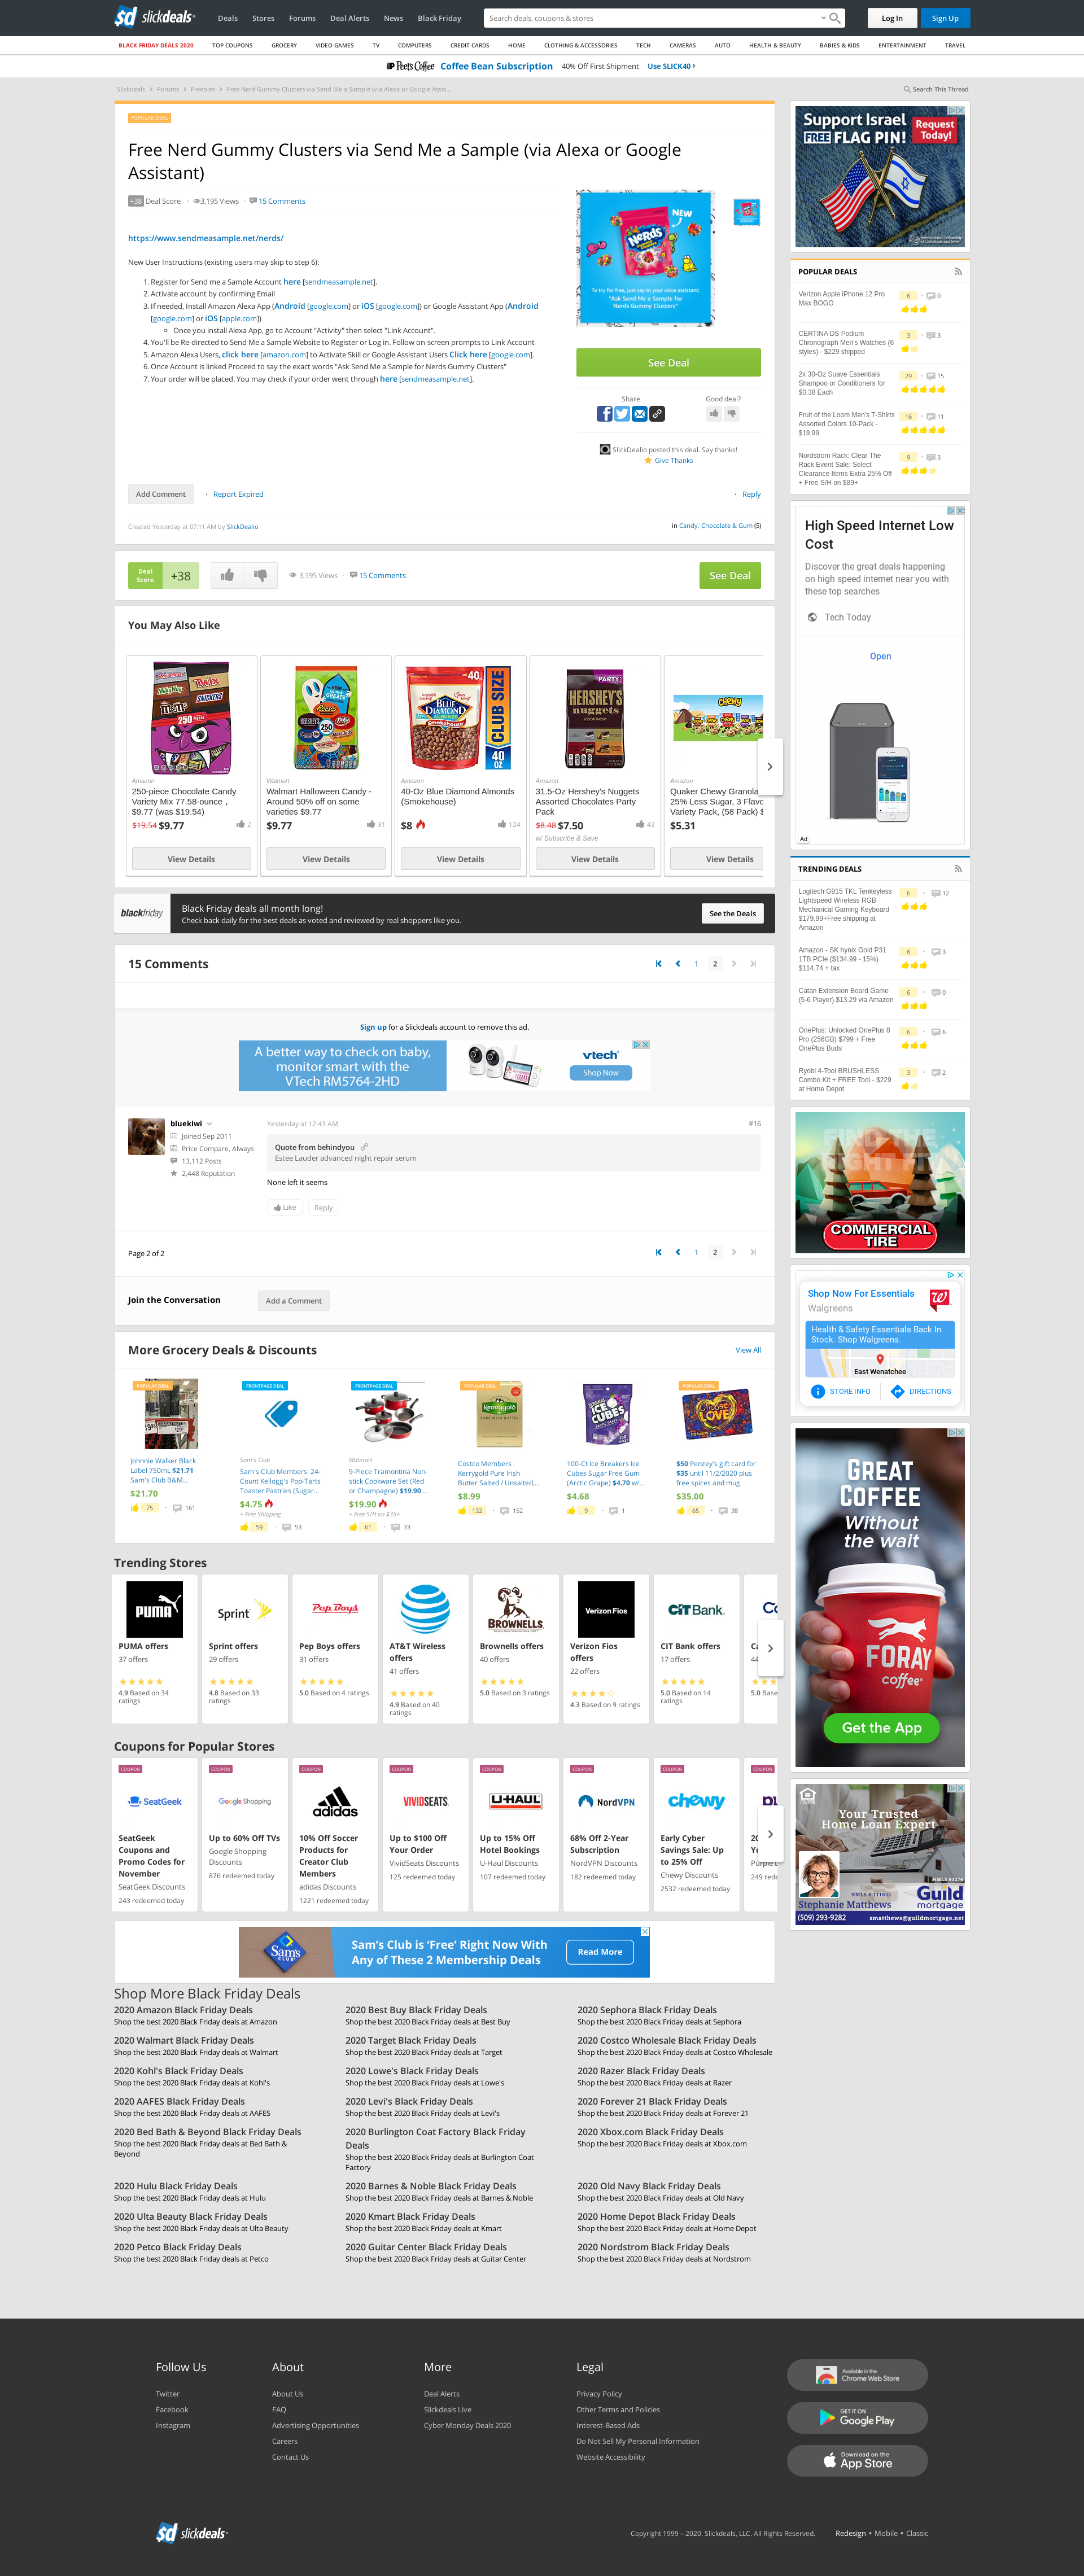 slickdeals
Deals Stores Forums Deal Alerts News Black Friday
Search deals, coupons & stores
Log In Sign Up
BLACK FRIDAY DEALS 2020 TOP COUPONS GROCERY VIDEO GAMES TV COMPUTERS CREDIT CARDS HOME CLOTHING & ACCESSORIES TECH CAMERAS AUTO HEALTH & BEAUTY BABIES & KIDS ENTERTAINMENT TRAVEL
Peet's Coffee Coffee Bean Subscription 40% Off First Shipment Use SLICK40 ›
Slickdeals › Forums › Freebies › Free Nerd Gummy Clusters via Send Me a Sample (via Alexa or Google Assis...
Search This Thread
POPULAR DEAL
Free Nerd Gummy Clusters via Send Me a Sample (via Alexa or Google
Assistant)
+38 Deal Score · 3,195 Views · 15 Comments
https://www.sendmeasample.net/nerds/
New User Instructions (existing users may skip to step 6):
1. Register for Send me a Sample Account here [sendmeasample.net].
2. Activate account by confirming Email
3. If needed, Install Amazon Alexa App (Android [google.com] or iOS [google.com]) or Google Assistant App (Android
[google.com] or iOS [apple.com])
Once you install Alexa App, go to Account "Activity" then select "Link Account".
4. You'll be Re-directed to Send Me a Sample Website to Register or Log in. Follow on-screen prompts to Link Account
5. Amazon Alexa Users, click here [amazon.com] to Activate Skill or Google Assistant Users Click here [google.com].
6. Once Account is linked Proceed to say the exact words "Ask Send Me a Sample for Nerds Gummy Clusters"
7. Your order will be placed. You may check if your order went through here [sendmeasample.net].
NEW
nerds
To try for free, just say to your voice assistant:
"Ask Send Me a Sample for
Nerds Gummy Clusters"
See Deal
Share Good deal?
SlickDealio posted this deal. Say thanks!
Give Thanks
Add Comment · Report Expired
· Reply
Created Yesterday at 07:11 AM by SlickDealio
in Candy, Chocolate & Gum (5)
Deal
Score
+38
3,195 Views · 15 Comments
See Deal
You May Also Like
Amazon
250-piece Chocolate Candy
Variety Mix 77.58-ounce ,
$9.77 (was $19.54)
$19.54 $9.77 2
View Details
Walmart
Walmart Halloween Candy -
Around 50% off on some
varieties $9.77
$9.77 31
View Details
BLUE DIAMOND
CLUB SIZE 40 OZ
Amazon
40-Oz Blue Diamond Almonds
(Smokehouse)
$8 124
View Details
PARTY
HERSHEY'S
nuggets
Amazon
31.5-Oz Hershey's Nuggets
Assorted Chocolates Party
Pack
$8.48 $7.50 42
w/ Subscribe & Save
View Details
Amazon
Quaker Chewy Granola
25% Less Sugar, 3 Flavo
Variety Pack, (58 Pack) $
$5.31
View Details
blackfriday
Black Friday deals all month long!
Check back daily for the best deals as voted and reviewed by real shoppers like you.
See the Deals
15 Comments
1 2
Sign up for a Slickdeals account to remove this ad.
A better way to check on baby,
monitor smart with the
VTech RM5764-2HD
vtech
Shop Now
bluekiwi
Joined Sep 2011
Price Compare, Always
13,112 Posts
2,448 Reputation
Yesterday at 12:43 AM
#16
Quote from behindyou
Estee Lauder advanced night repair serum
None left it seems
Like Reply
Page 2 of 2
1 2
Join the Conversation
Add a Comment
More Grocery Deals & Discounts
View All
POPULAR DEAL
Johnnie Walker Black
Label 750mL $21.71
Sam's Club B&M...
$21.70
75 · 161
FRONTPAGE DEAL
Sam's Club
Sam's Club Members: 24-
Count Kellogg's Pop-Tarts
Toaster Pastries (Sugar...
$4.75
+ Free Shipping
59 · 53
FRONTPAGE DEAL
Walmart
9-Piece Tramontina Non-
stick Cookware Set (Red
or Champagne) $19.90 ...
$19.90
+ Free S/H on $35+
61 · 33
POPULAR DEAL
Kerrygold
Costco Members :
Kerrygold Pure Irish
Butter Salted / Unsalted,...
$8.99
132 · 152
ICE CUBES
100-Ct Ice Breakers Ice
Cubes Sugar Free Gum
(Arctic Grape) $4.70 w/...
$4.68
9 · 1
POPULAR DEAL
LOVE
$50 Penzey's gift card for
$35 until 11/2/2020 plus
free spices and mug
$35.00
65 · 38
Trending Stores
PUMA
PUMA offers
37 offers
4.9 Based on 34
ratings
Sprint
Sprint offers
29 offers
4.8 Based on 33
ratings
Pep Boys
Pep Boys offers
31 offers
5.0 Based on 4 ratings
AT&T Wireless
offers
41 offers
4.9 Based on 40
ratings
BROWNELLS
Brownells offers
40 offers
5.0 Based on 3 ratings
Verizon Fios
Verizon Fios
offers
22 offers
4.3 Based on 9 ratings
CIT Bank
CIT Bank offers
17 offers
5.0 Based on 14
ratings
Co
Ca
44
5.0 Base
Coupons for Popular Stores
COUPON
SeatGeek
SeatGeek
Coupons and
Promo Codes for
November
SeatGeek Discounts
243 redeemed today
COUPON
Google Shopping
Up to 60% Off TVs
Google Shopping
Discounts
876 redeemed today
COUPON
adidas
10% Off Soccer
Products for
Creator Club
Members
adidas Discounts
1221 redeemed today
COUPON
VIVIDSEATS
Up to $100 Off
Your Order
VividSeats Discounts
125 redeemed today
COUPON
U-HAUL
Up to 15% Off
Hotel Bookings
U-Haul Discounts
107 redeemed today
COUPON
NordVPN
68% Off 2-Year
Subscription
NordVPN Discounts
182 redeemed today
COUPON
chewy
Early Cyber
Savings Sale: Up
to 25% Off
Chewy Discounts
2532 redeemed today
COUPON
20
Yo
Purple
249 rede
Sam's Club
Sam's Club is 'Free' Right Now With
Any of These 2 Membership Deals
Read More
Shop More Black Friday Deals
2020 Amazon Black Friday Deals
Shop the best 2020 Black Friday deals at Amazon
2020 Best Buy Black Friday Deals
Shop the best 2020 Black Friday deals at Best Buy
2020 Sephora Black Friday Deals
Shop the best 2020 Black Friday deals at Sephora
2020 Walmart Black Friday Deals
Shop the best 2020 Black Friday deals at Walmart
2020 Target Black Friday Deals
Shop the best 2020 Black Friday deals at Target
2020 Costco Wholesale Black Friday Deals
Shop the best 2020 Black Friday deals at Costco Wholesale
2020 Kohl's Black Friday Deals
Shop the best 2020 Black Friday deals at Kohl's
2020 Lowe's Black Friday Deals
Shop the best 2020 Black Friday deals at Lowe's
2020 Razer Black Friday Deals
Shop the best 2020 Black Friday deals at Razer
2020 AAFES Black Friday Deals
Shop the best 2020 Black Friday deals at AAFES
2020 Levi's Black Friday Deals
Shop the best 2020 Black Friday deals at Levi's
2020 Forever 21 Black Friday Deals
Shop the best 2020 Black Friday deals at Forever 21
2020 Bed Bath & Beyond Black Friday Deals
Shop the best 2020 Black Friday deals at Bed Bath &
Beyond
2020 Burlington Coat Factory Black Friday
Deals
Shop the best 2020 Black Friday deals at Burlington Coat
Factory
2020 Xbox.com Black Friday Deals
Shop the best 2020 Black Friday deals at Xbox.com
2020 Hulu Black Friday Deals
Shop the best 2020 Black Friday deals at Hulu
2020 Barnes & Noble Black Friday Deals
Shop the best 2020 Black Friday deals at Barnes & Noble
2020 Old Navy Black Friday Deals
Shop the best 2020 Black Friday deals at Old Navy
2020 Ulta Beauty Black Friday Deals
Shop the best 2020 Black Friday deals at Ulta Beauty
2020 Kmart Black Friday Deals
Shop the best 2020 Black Friday deals at Kmart
2020 Home Depot Black Friday Deals
Shop the best 2020 Black Friday deals at Home Depot
2020 Petco Black Friday Deals
Shop the best 2020 Black Friday deals at Petco
2020 Guitar Center Black Friday Deals
Shop the best 2020 Black Friday deals at Guitar Center
2020 Nordstrom Black Friday Deals
Shop the best 2020 Black Friday deals at Nordstrom
Support Israel
FREE FLAG PIN!
Request
Today!
POPULAR DEALS
Verizon Apple iPhone 12 Pro
Max BOGO
6 · 0
CERTINA DS Podium
Chronograph Men's Watches (6
styles) - $229 shipped
3 · 3
2x 30-Oz Suave Essentials
Shampoo or Conditioners for
$0.38 Each
29 · 15
Fruit of the Loom Men's T-Shirts
Assorted Colors 10-Pack -
$19.99
16 · 11
Nordstrom Rack: Clear The
Rack Event Sale: Select
Clearance Items Extra 25% Off
+ Free S/H on $89+
9 · 3
High Speed Internet Low
Cost
Discover the great deals happening
on high speed internet near you with
these top searches
Tech Today
Open
Ad
TRENDING DEALS
Logitech G915 TKL Tenkeyless
Lightspeed Wireless RGB
Mechanical Gaming Keyboard
$179.99+Free shipping at
Amazon
6 · 12
Amazon - SK hynix Gold P31
1TB PCIe ($134.99 - 15%)
$114.74 + tax
6 · 3
Catan Extension Board Game
(5-6 Player) $13.29 via Amazon
6 · 0
OnePlus: Unlocked OnePlus 8
Pro (256GB) $799 + Free
OnePlus Buds
6 · 6
Ryobi 4-Tool BRUSHLESS
Combo Kit + FREE Tool - $229
at Home Depot
3 · 2
COMMERCIAL
TIRE
Shop Now For Essentials
Walgreens
Health & Safety Essentials Back In
Stock. Shop Walgreens.
East Wenatchee
STORE INFO DIRECTIONS
GREAT
COFFEE
Without
the wait
FORAY
coffee
Get the App
Your Trusted
Home Loan Expert
NMLS #3274
NMLS # 111832
Stephanie Matthews
Guild
mortgage
(509) 293-9282 smatthews@guildmortgage.net
Follow Us
Twitter
Facebook
Instagram
About
About Us
FAQ
Advertising Opportunities
Careers
Contact Us
More
Deal Alerts
Slickdeals Live
Cyber Monday Deals 2020
Legal
Privacy Policy
Other Terms and Policies
Interest-Based Ads
Do Not Sell My Personal Information
Website Accessibility
Available in the
Chrome Web Store
GET IT ON
Google Play
Download on the
App Store
slickdeals
Copyright 1999 – 2020. Slickdeals, LLC. All Rights Reserved.
Redesign • Mobile • Classic